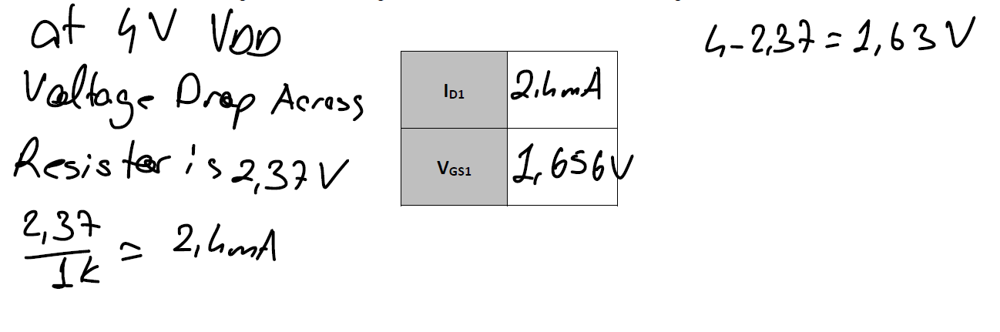 at 4V VDD
Voltage Drop Across
Resistor is 2,37V
2,37
1k
= 2,4mA
ID1 2.4mA
VGS1 1,656V
4-2,37=1,63V